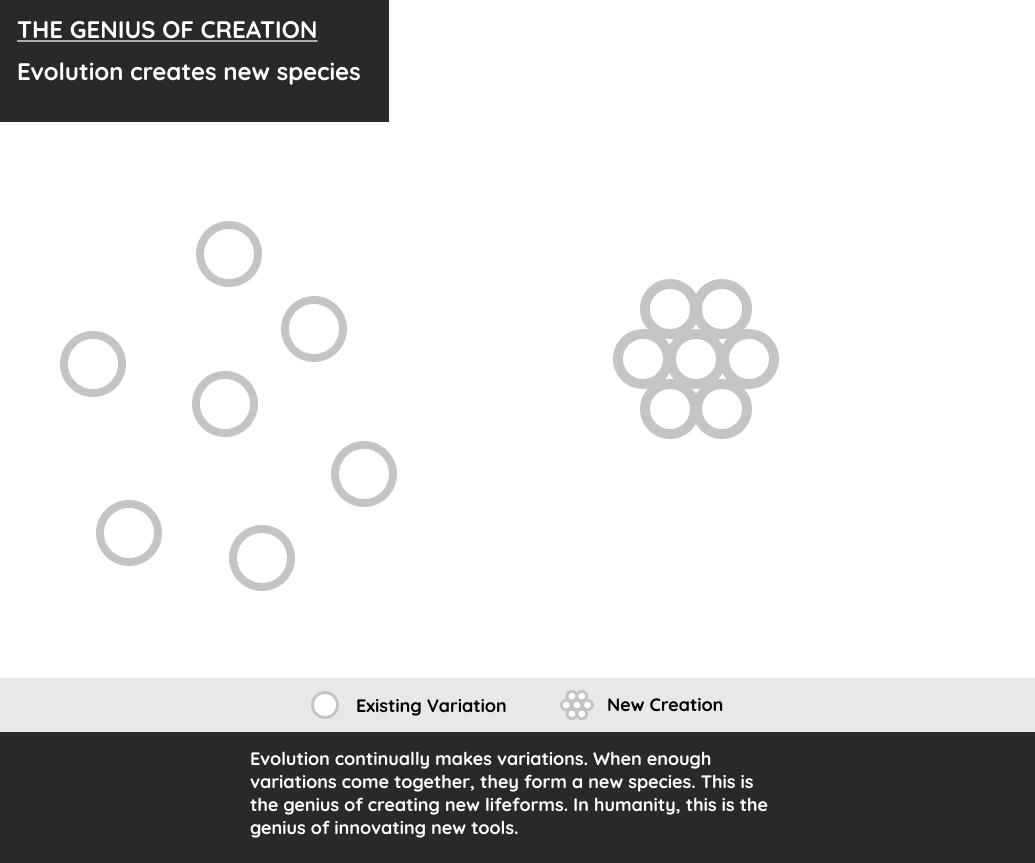 THE GENIUS OF CREATION
Evolution creates new species
Existing Variation
New Creation
Evolution continually makes variations. When enough
variations come together, they form a new species. This is
the genius of creating new lifeforms. In humanity, this is the
genius of innovating new tools.